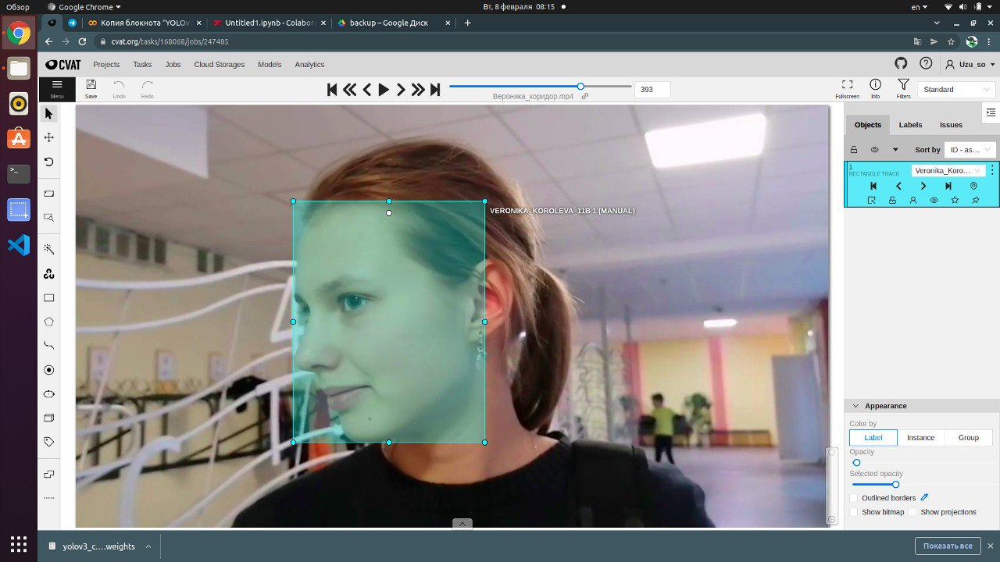 Обзор Google Chrome Вт, 8 февраля 08:15 en
Копия блокнота "YOLOv Untitled1.ipynb - Colabora backup – Google Диск
cvat.org/tasks/168068/jobs/247485
CVAT Projects Tasks Jobs Cloud Storages Models Analytics Uzu_so
Menu Save Undo Redo 393 Fullscreen Info Filters Standard
Вероника_коридор.mp4
Objects Labels Issues
Sort by ID - as...
1 Veronika_Koro...
RECTANGLE TRACK
VERONIKA_KOROLEVA_11B 1 (MANUAL)
Appearance
Color by
Label Instance Group
Opacity
Selected opacity
Outlined borders
Show bitmap Show projections
yolov3_c....weights Показать все